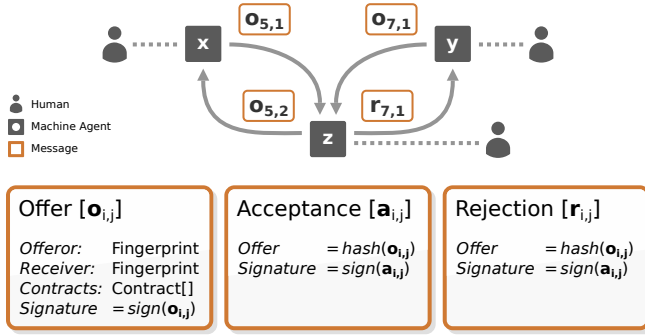 o5,1
o7,1
x
y
o5,2
r7,1
z
Human
Machine Agent
Message
Offer [oi,j]
Offeror: Fingerprint
Receiver: Fingerprint
Contracts: Contract[]
Signature = sign(oi,j)
Acceptance [ai,j]
Offer = hash(oi,j)
Signature = sign(ai,j)
Rejection [ri,j]
Offer = hash(oi,j)
Signature = sign(ai,j)